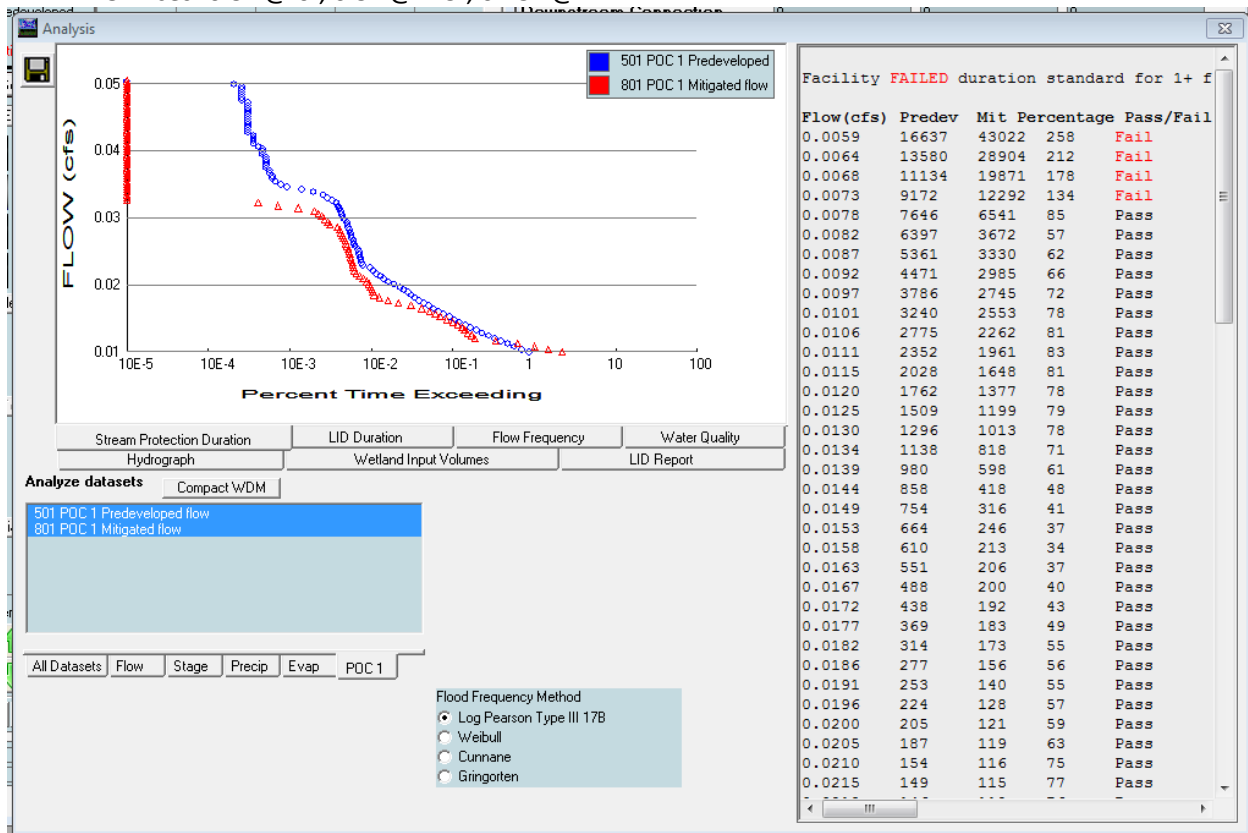 Analysis
501 POC 1 Predeveloped
801 POC 1 Mitigated flow
FLOW (cfs)
0.05
0.04
0.03
0.02
0.01
10E-5 10E-4 10E-3 10E-2 10E-1 1 10 100
Percent Time Exceeding
Stream Protection Duration LID Duration Flow Frequency Water Quality
Hydrograph Wetland Input Volumes LID Report
Analyze datasets Compact WDM
501 POC 1 Predeveloped flow
801 POC 1 Mitigated flow
All Datasets Flow Stage Precip Evap POC 1
Flood Frequency Method
Log Pearson Type III 17B
Weibull
Cunnane
Gringorten
Facility FAILED duration standard for 1+ f
Flow(cfs) Predev Mit Percentage Pass/Fail
0.0059 16637 43022 258 Fail
0.0064 13580 28904 212 Fail
0.0068 11134 19871 178 Fail
0.0073 9172 12292 134 Fail
0.0078 7646 6541 85 Pass
0.0082 6397 3672 57 Pass
0.0087 5361 3330 62 Pass
0.0092 4471 2985 66 Pass
0.0097 3786 2745 72 Pass
0.0101 3240 2553 78 Pass
0.0106 2775 2262 81 Pass
0.0111 2352 1961 83 Pass
0.0115 2028 1648 81 Pass
0.0120 1762 1377 78 Pass
0.0125 1509 1199 79 Pass
0.0130 1296 1013 78 Pass
0.0134 1138 818 71 Pass
0.0139 980 598 61 Pass
0.0144 858 418 48 Pass
0.0149 754 316 41 Pass
0.0153 664 246 37 Pass
0.0158 610 213 34 Pass
0.0163 551 206 37 Pass
0.0167 488 200 40 Pass
0.0172 438 192 43 Pass
0.0177 369 183 49 Pass
0.0182 314 173 55 Pass
0.0186 277 156 56 Pass
0.0191 253 140 55 Pass
0.0196 224 128 57 Pass
0.0200 205 121 59 Pass
0.0205 187 119 63 Pass
0.0210 154 116 75 Pass
0.0215 149 115 77 Pass